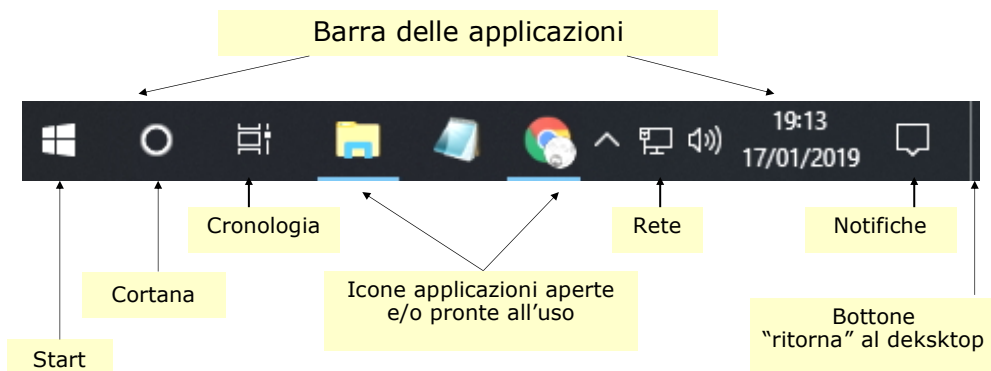 Barra delle applicazioni
19:13
17/01/2019
Cronologia
Rete
Notifiche
Cortana
Icone applicazioni aperte
e/o pronte all’uso
Bottone
“ritorna” al deksktop
Start